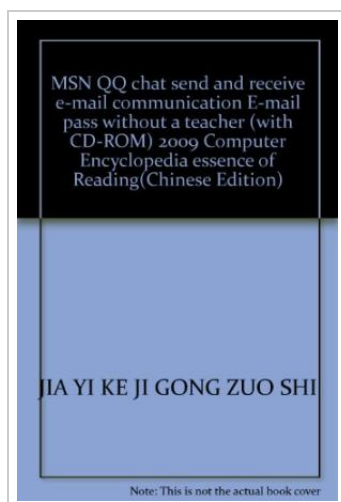 MSN QQ chat send and receive
e-mail communication E-mail
pass without a teacher (with
CD-ROM) 2009 Computer
Encyclopedia essence of
Reading(Chinese Edition)
JIA YI KE JI GONG ZUO SHI
Note: This is not the actual book cover